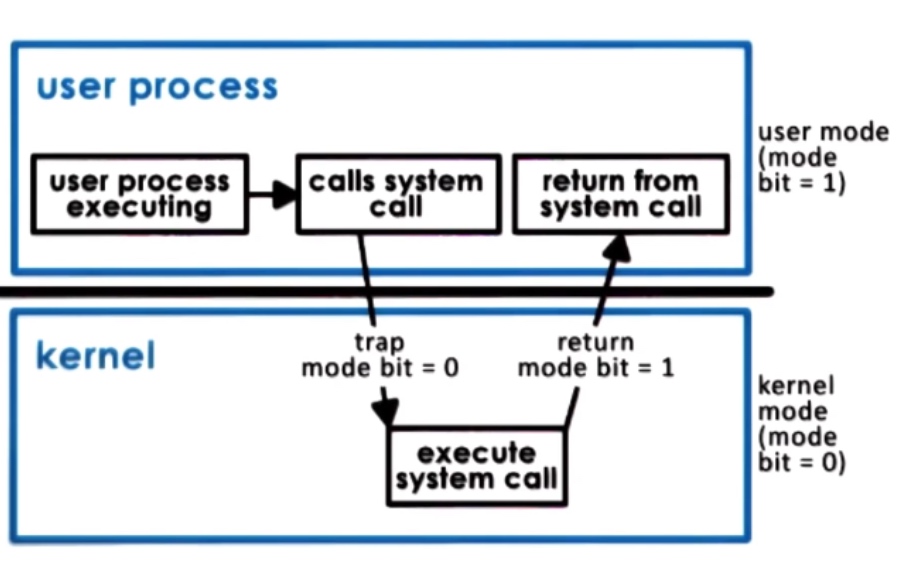 user process
user process
executing
calls system
call
return from
system call
user mode
(mode
bit = 1)
kernel
trap
mode bit = 0
return
mode bit = 1
execute
system call
kernel
mode
(mode
bit = 0)